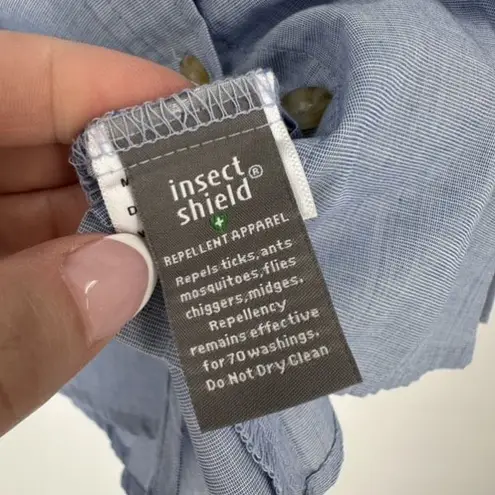 insect
shield®
REPELLENT APPAREL
Repels ticks, ants
mosquitoes, flies
chiggers, midges.
Repellency
remains effective
for 70 washings.
Do Not Dry Clean
M
D